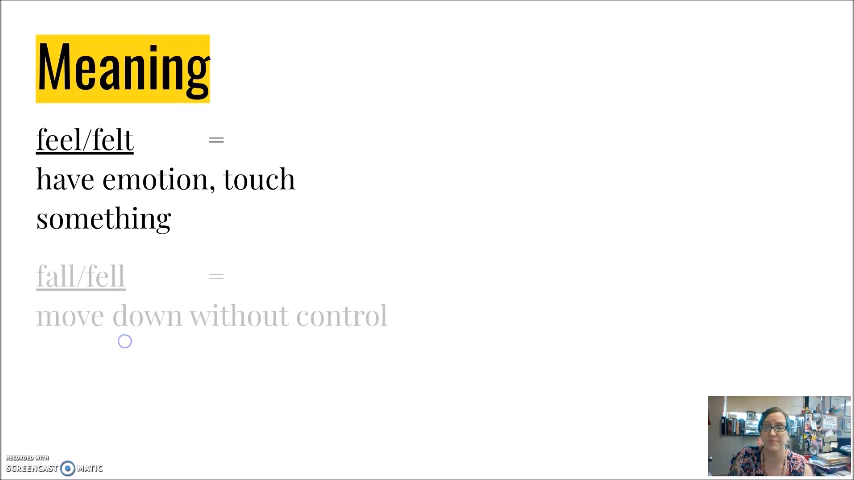 Meaning
feel/felt =
have emotion, touch
something
fall/fell =
move down without control
RECORDED WITH
SCREENCAST MATIC